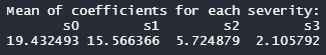 Mean of coefficients for each severity:
s0 s1 s2 s3
19.432493 15.566366 5.724879 2.105792